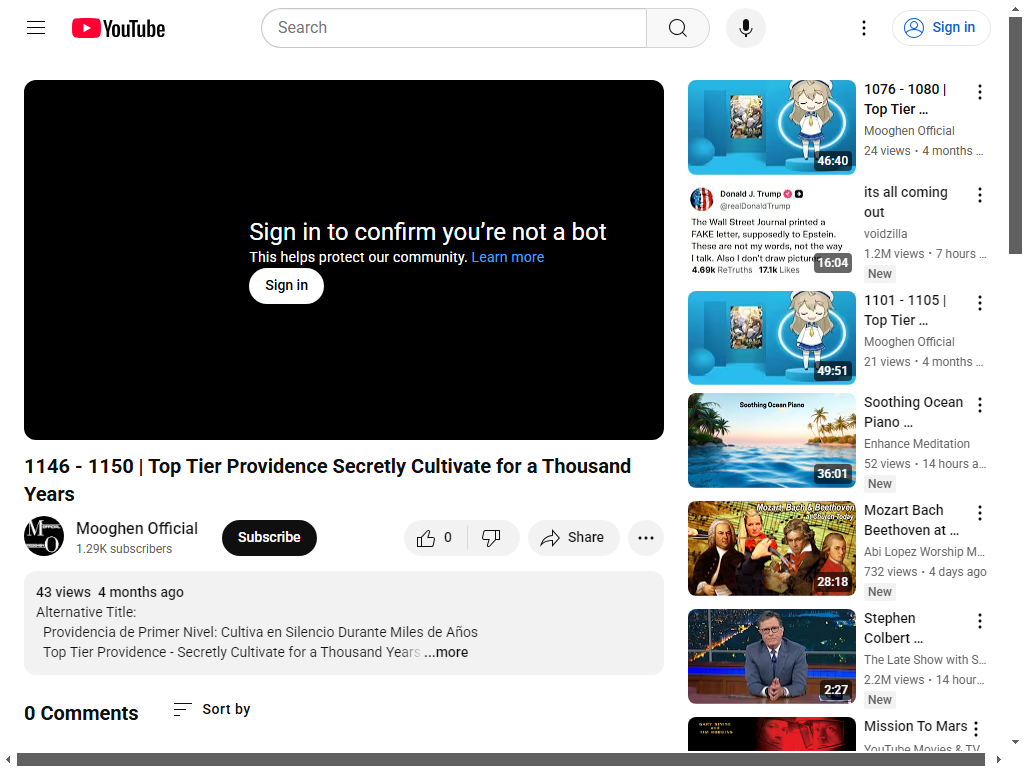 YouTube
Search
Sign in
Sign in to confirm you’re not a bot
This helps protect our community. Learn more
Sign in
1146 - 1150 | Top Tier Providence Secretly Cultivate for a Thousand
Years
Mooghen Official
1.29K subscribers
Subscribe
0
Share
43 views 4 months ago
Alternative Title:
Providencia de Primer Nivel: Cultiva en Silencio Durante Miles de Años
Top Tier Providence - Secretly Cultivate for a Thousand Years ...more
0 Comments
Sort by
46:40
1076 - 1080 |
Top Tier ...
Mooghen Official
24 views • 4 months ...
Donald J. Trump
@realDonaldTrump
The Wall Street Journal printed a
FAKE letter, supposedly to Epstein.
These are not my words, not the way
I talk. Also I don't draw pictures
4.69k ReTruths 17.1k Likes
16:04
its all coming
out
voidzilla
1.2M views • 7 hours ...
New
49:51
1101 - 1105 |
Top Tier ...
Mooghen Official
21 views • 4 months ...
Soothing Ocean Piano
36:01
Soothing Ocean
Piano ...
Enhance Meditation
52 views • 14 hours a...
New
Mozart, Bach & Beethoven
at Church Today
28:18
Mozart Bach
Beethoven at ...
Abi Lopez Worship M...
732 views • 4 days ago
New
2:27
Stephen
Colbert ...
The Late Show with S...
2.2M views • 14 hour...
New
GARY SINISE
and
TIM ROBBINS
Mission To Mars
YouTube Movies & TV